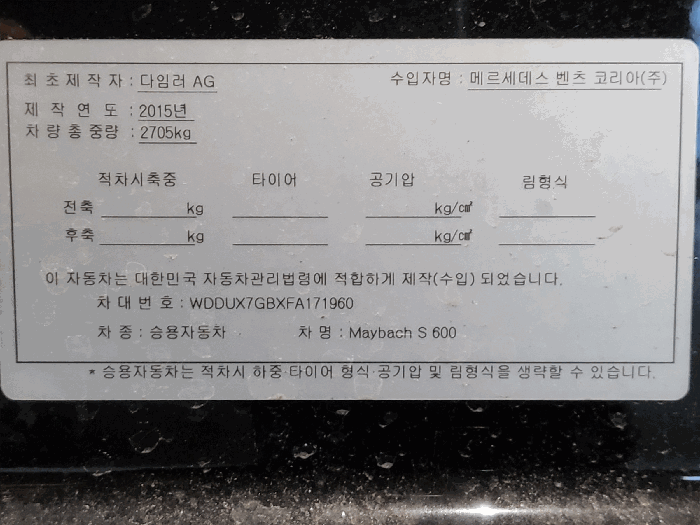 최초제작자 : 다임러 AG 수입자명 : 메르세데스 벤츠 코리아(주)
제 작 연 도 : 2015년
차 량 총 중 량 : 2705kg
적차시축중 타이어 공기압 림형식
전축 kg kg/㎠
후축 kg kg/㎠
이 자동차는 대한민국 자동차관리법령에 적합하게 제작(수입) 되었습니다.
차 대 번 호 : WDDUX7GBXFA171960
차 종 : 승용자동차 차 명 : Maybach S 600
* 승용자동차는 적차시 하중·타이어 형식·공기압 및 림형식을 생략할 수 있습니다.